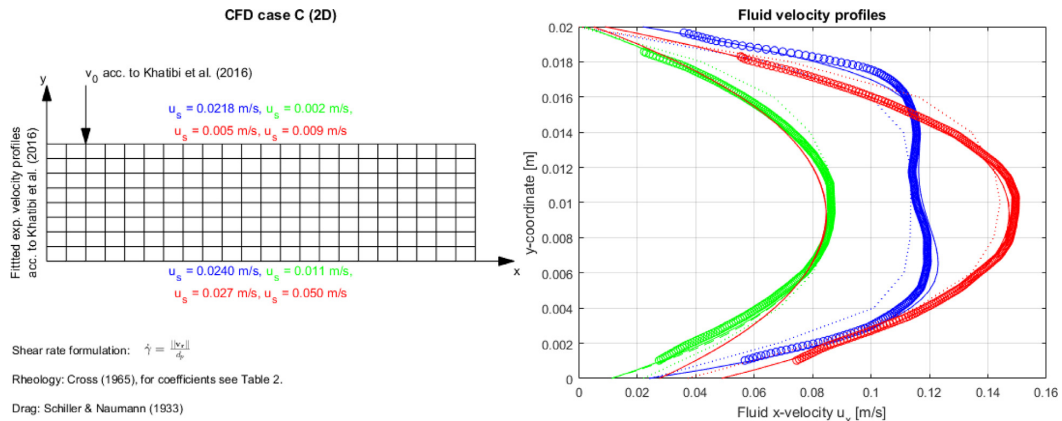 CFD case C (2D)
y
v0 acc. to Khatibi et al. (2016)
us = 0.0218 m/s, us = 0.002 m/s,
us = 0.005 m/s, us = 0.009 m/s
Fittted exp. velocity profiles
acc. to Khatibi et al. (2016)
x
us = 0.0240 m/s, us = 0.011 m/s,
us = 0.027 m/s, us = 0.050 m/s
Shear rate formulation: γ̇ = ||vr|| / dp
Rheology: Cross (1965), for coefficients see Table 2.
Drag: Schiller & Naumann (1933)
Fluid velocity profiles
y-coordinate [m]
0.02
0.018
0.016
0.014
0.012
0.01
0.008
0.006
0.004
0.002
0
0 0.02 0.04 0.06 0.08 0.1 0.12 0.14 0.16
Fluid x-velocity ux [m/s]